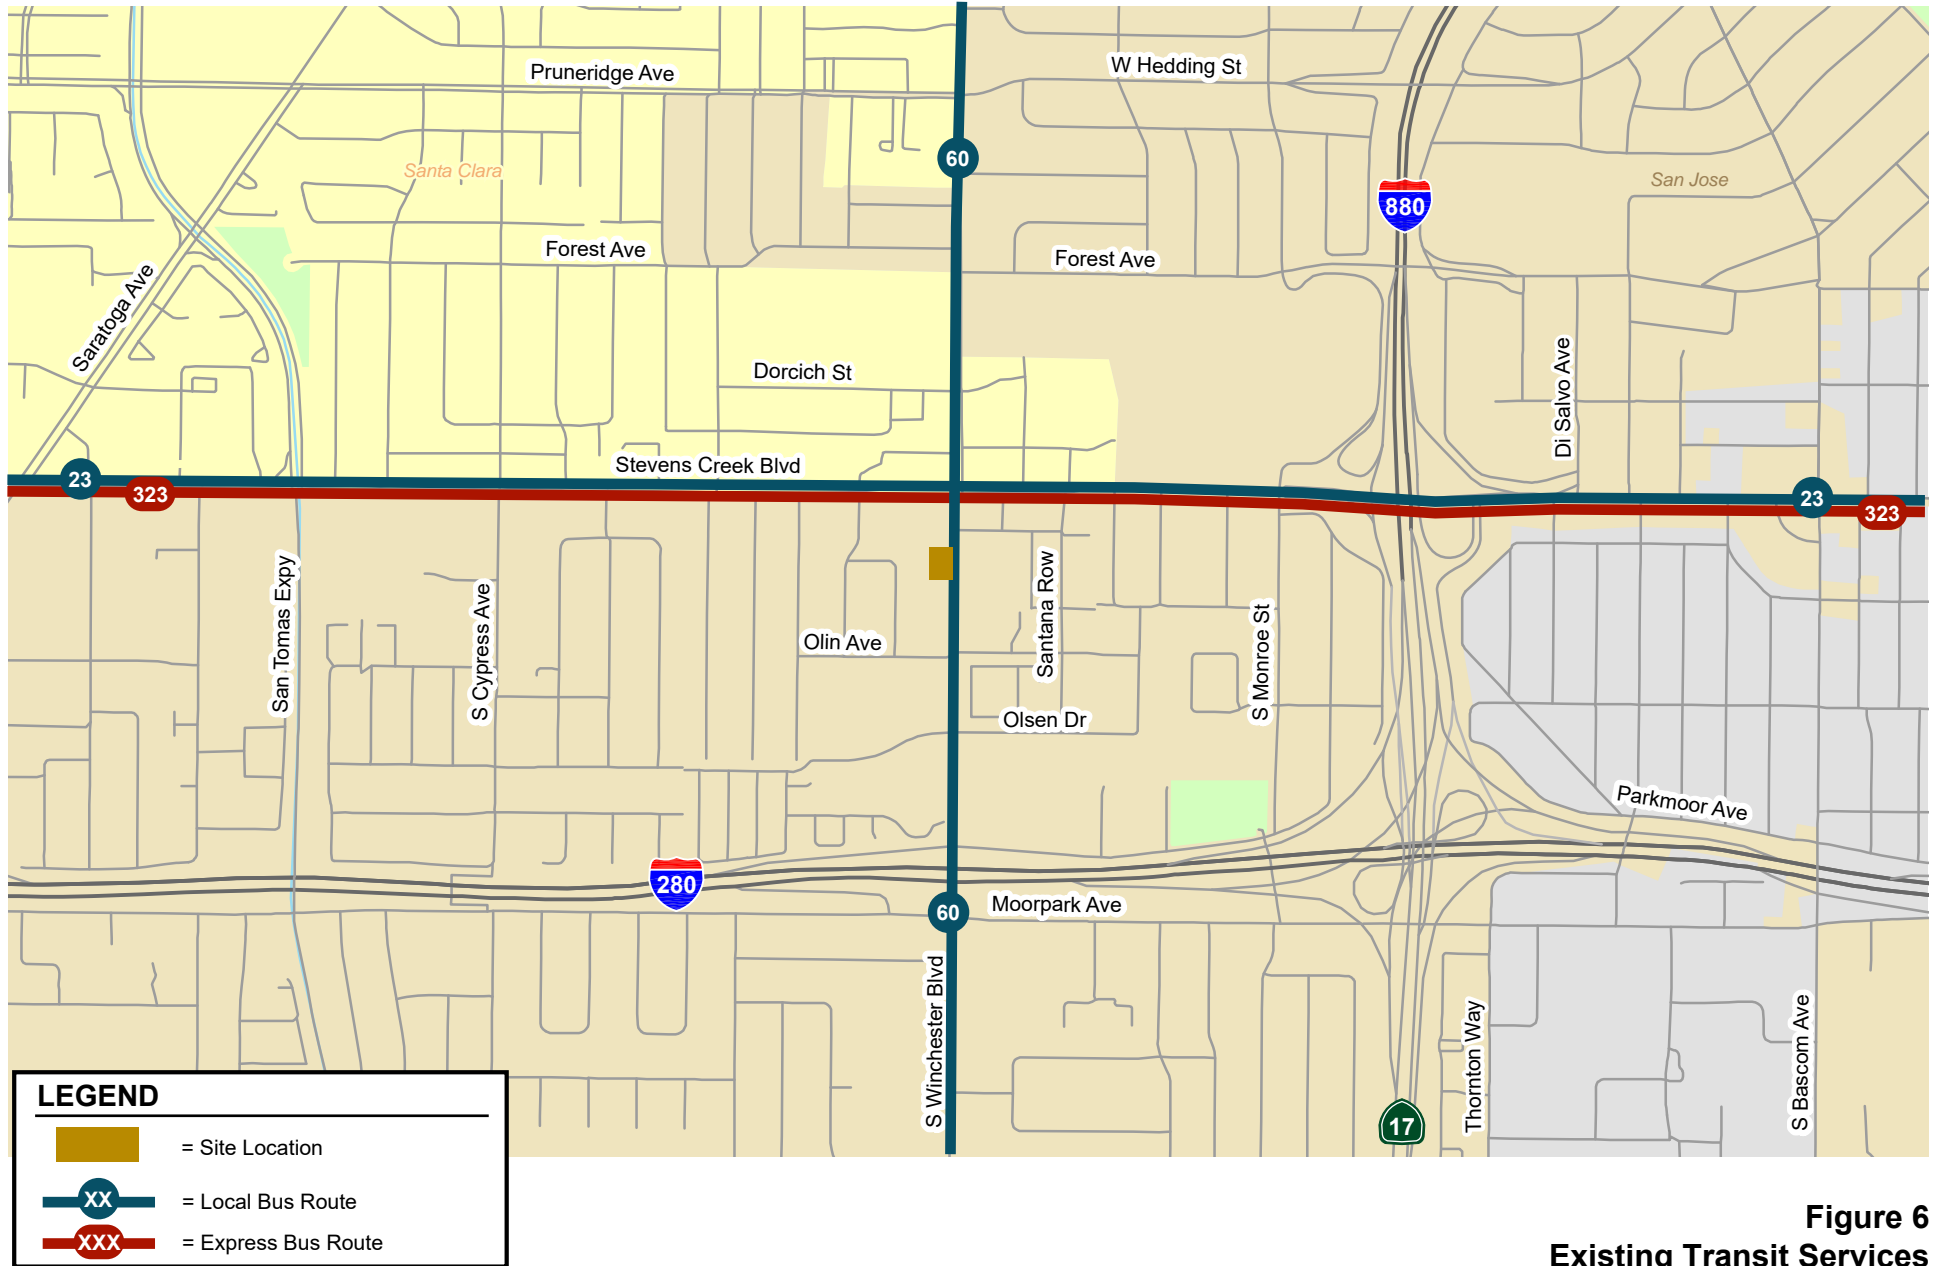 Pruneridge Ave
W Hedding St
60
Santa Clara
San Jose
880
Forest Ave
Forest Ave
Saratoga Ave
Dorcich St
Di Salvo Ave
Stevens Creek Blvd
23
323
23
323
San Tomas Expy
S Cypress Ave
Santana Row
S Monroe St
Olin Ave
Olsen Dr
Parkmoor Ave
280
60
Moorpark Ave
S Winchester Blvd
Thornton Way
S Bascom Ave
17
LEGEND
= Site Location
XX = Local Bus Route
XXX = Express Bus Route
Figure 6
Existing Transit Services